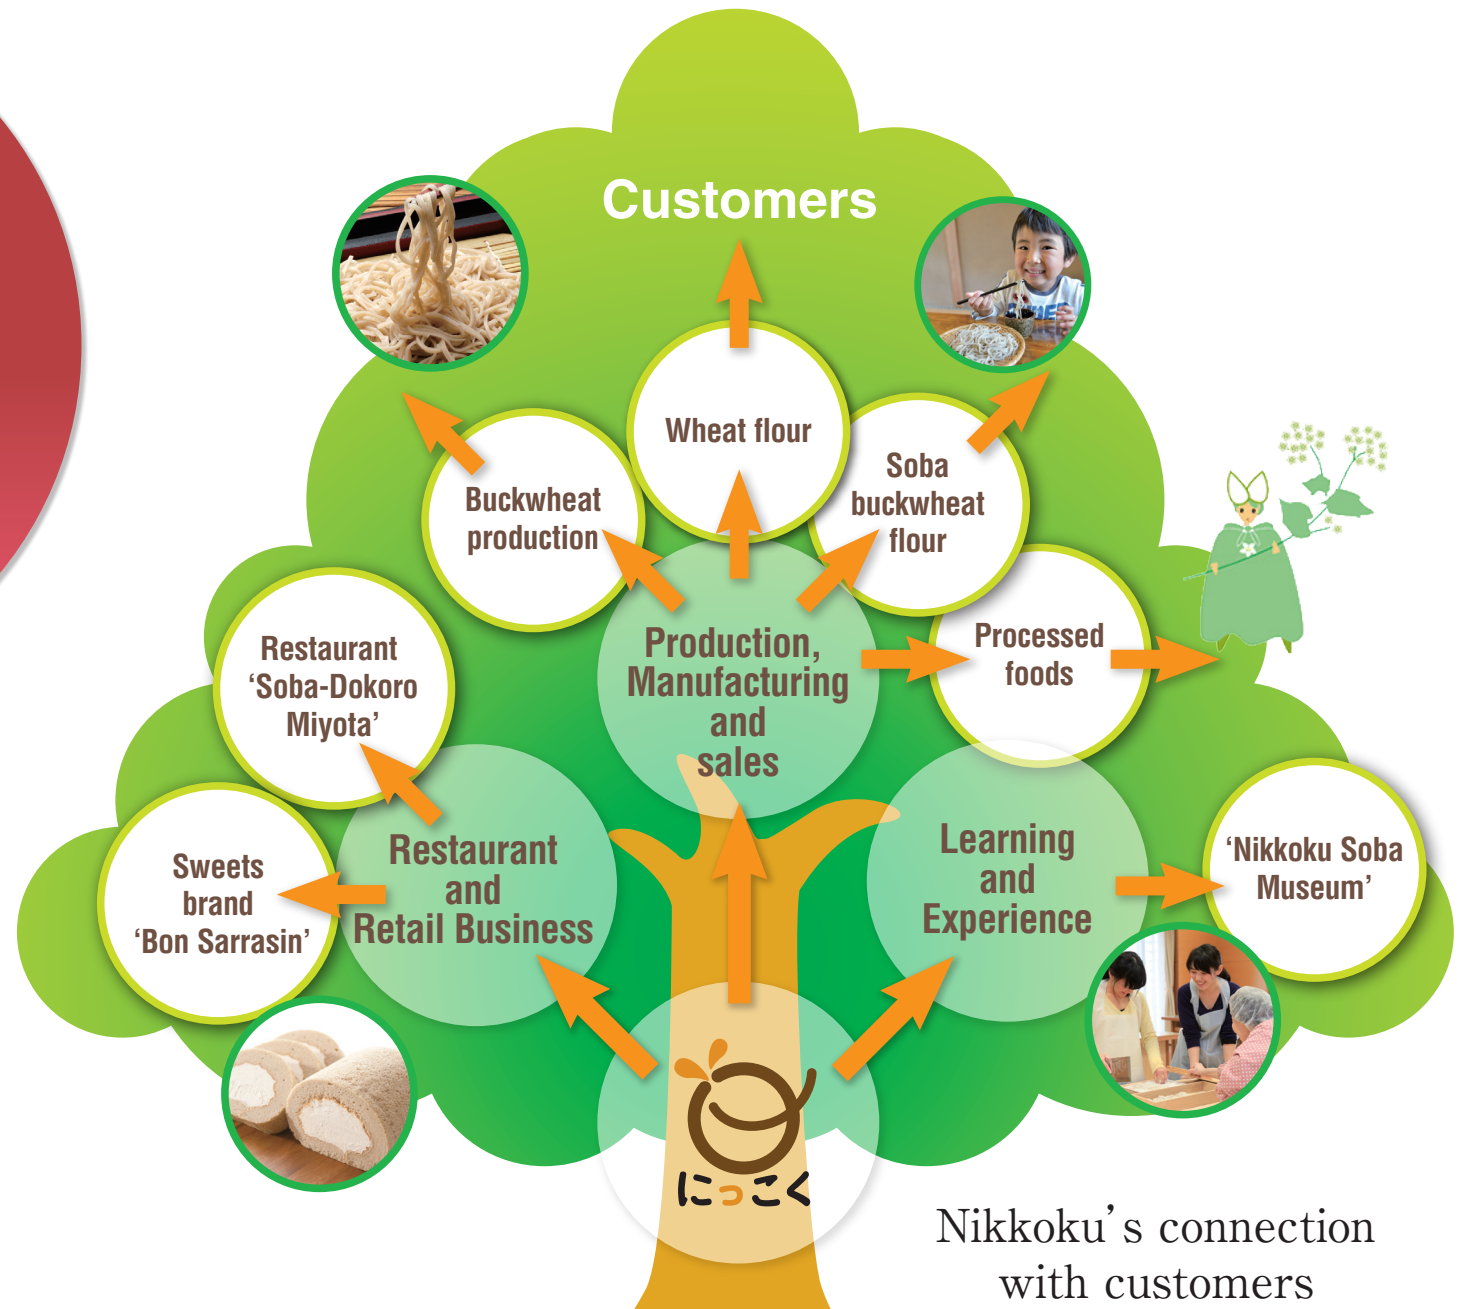 Customers
Wheat flour
Soba
buckwheat
flour
Buckwheat
production
Processed
foods
Production,
Manufacturing
and
sales
Restaurant
‘Soba-Dokoro
Miyota’
Sweets
brand
‘Bon Sarrasin’
Restaurant
and
Retail Business
Learning
and
Experience
‘Nikkoku Soba
Museum’
にっこく
Nikkoku’s connection
with customers